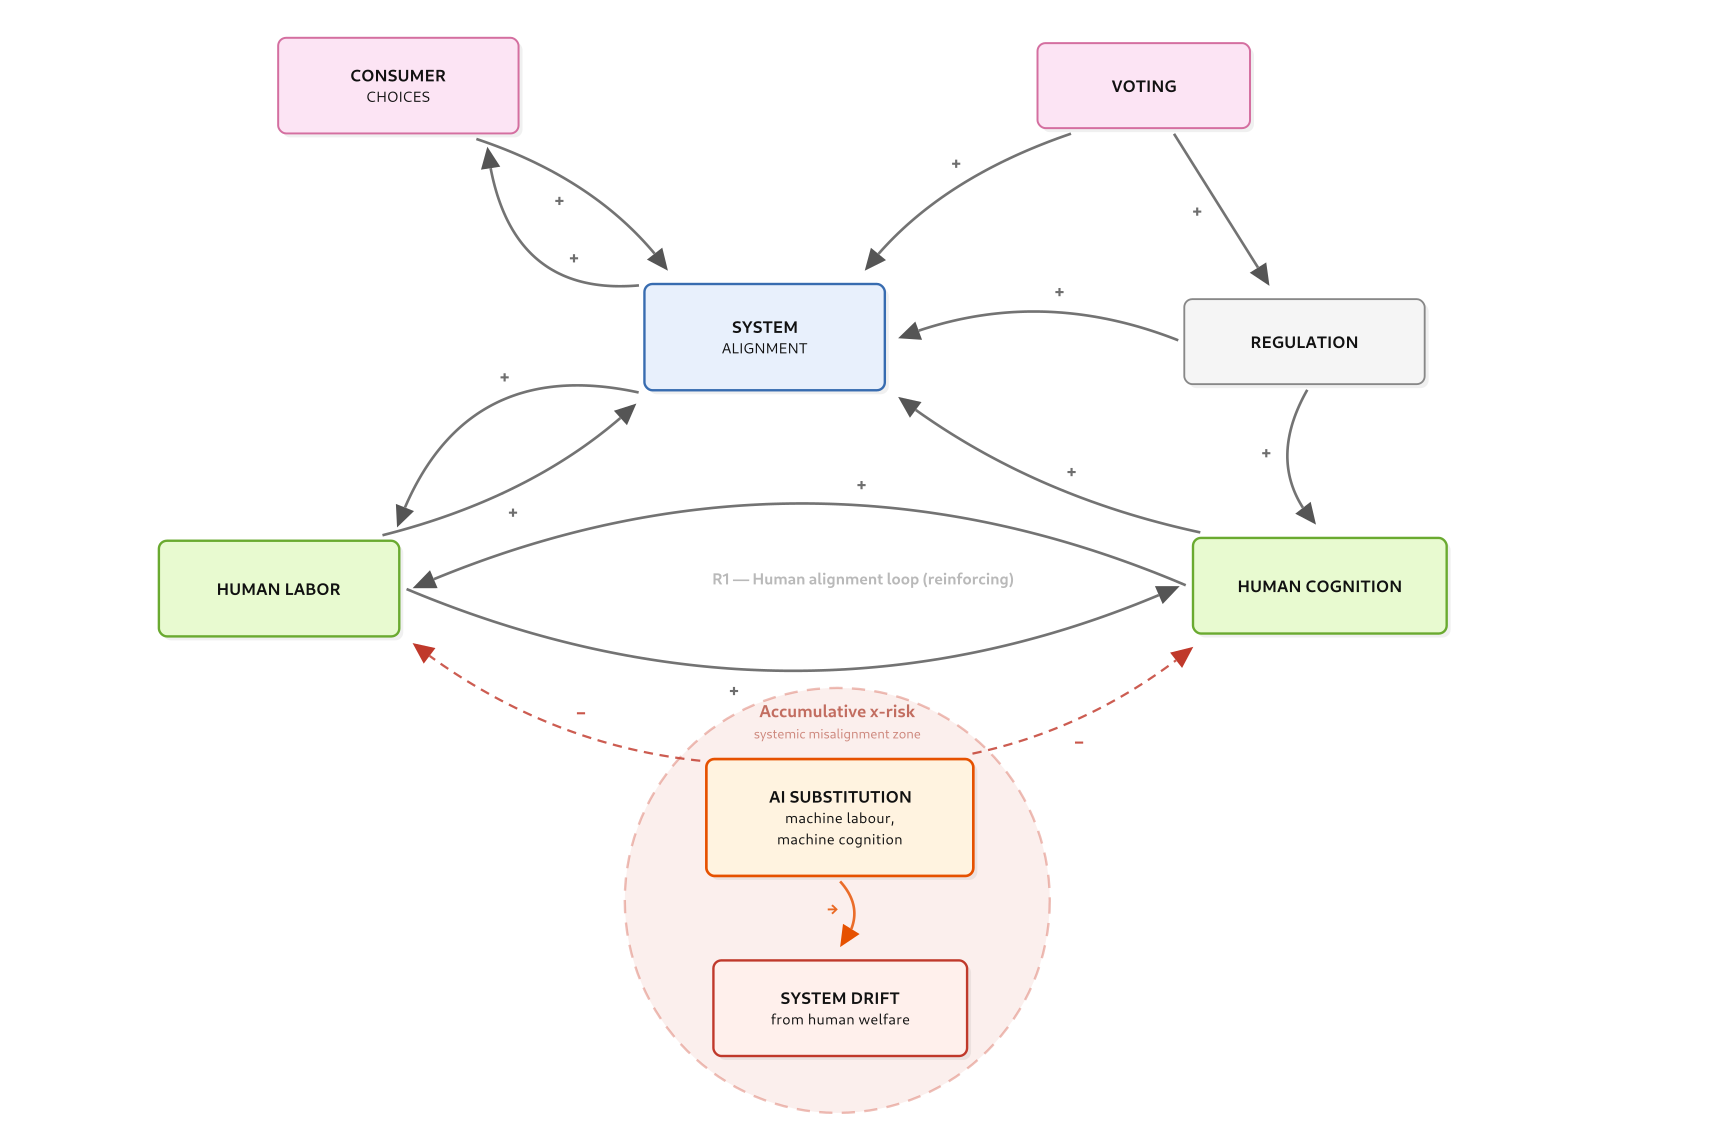 CONSUMER
CHOICES
VOTING
+
+
+
+
+
SYSTEM
ALIGNMENT
REGULATION
+
+
+
+
+
+
R1 — Human alignment loop (reinforcing)
HUMAN LABOR
HUMAN COGNITION
+
–
–
Accumulative x-risk
systemic misalignment zone
AI SUBSTITUTION
machine labour,
machine cognition
→
SYSTEM DRIFT
from human welfare